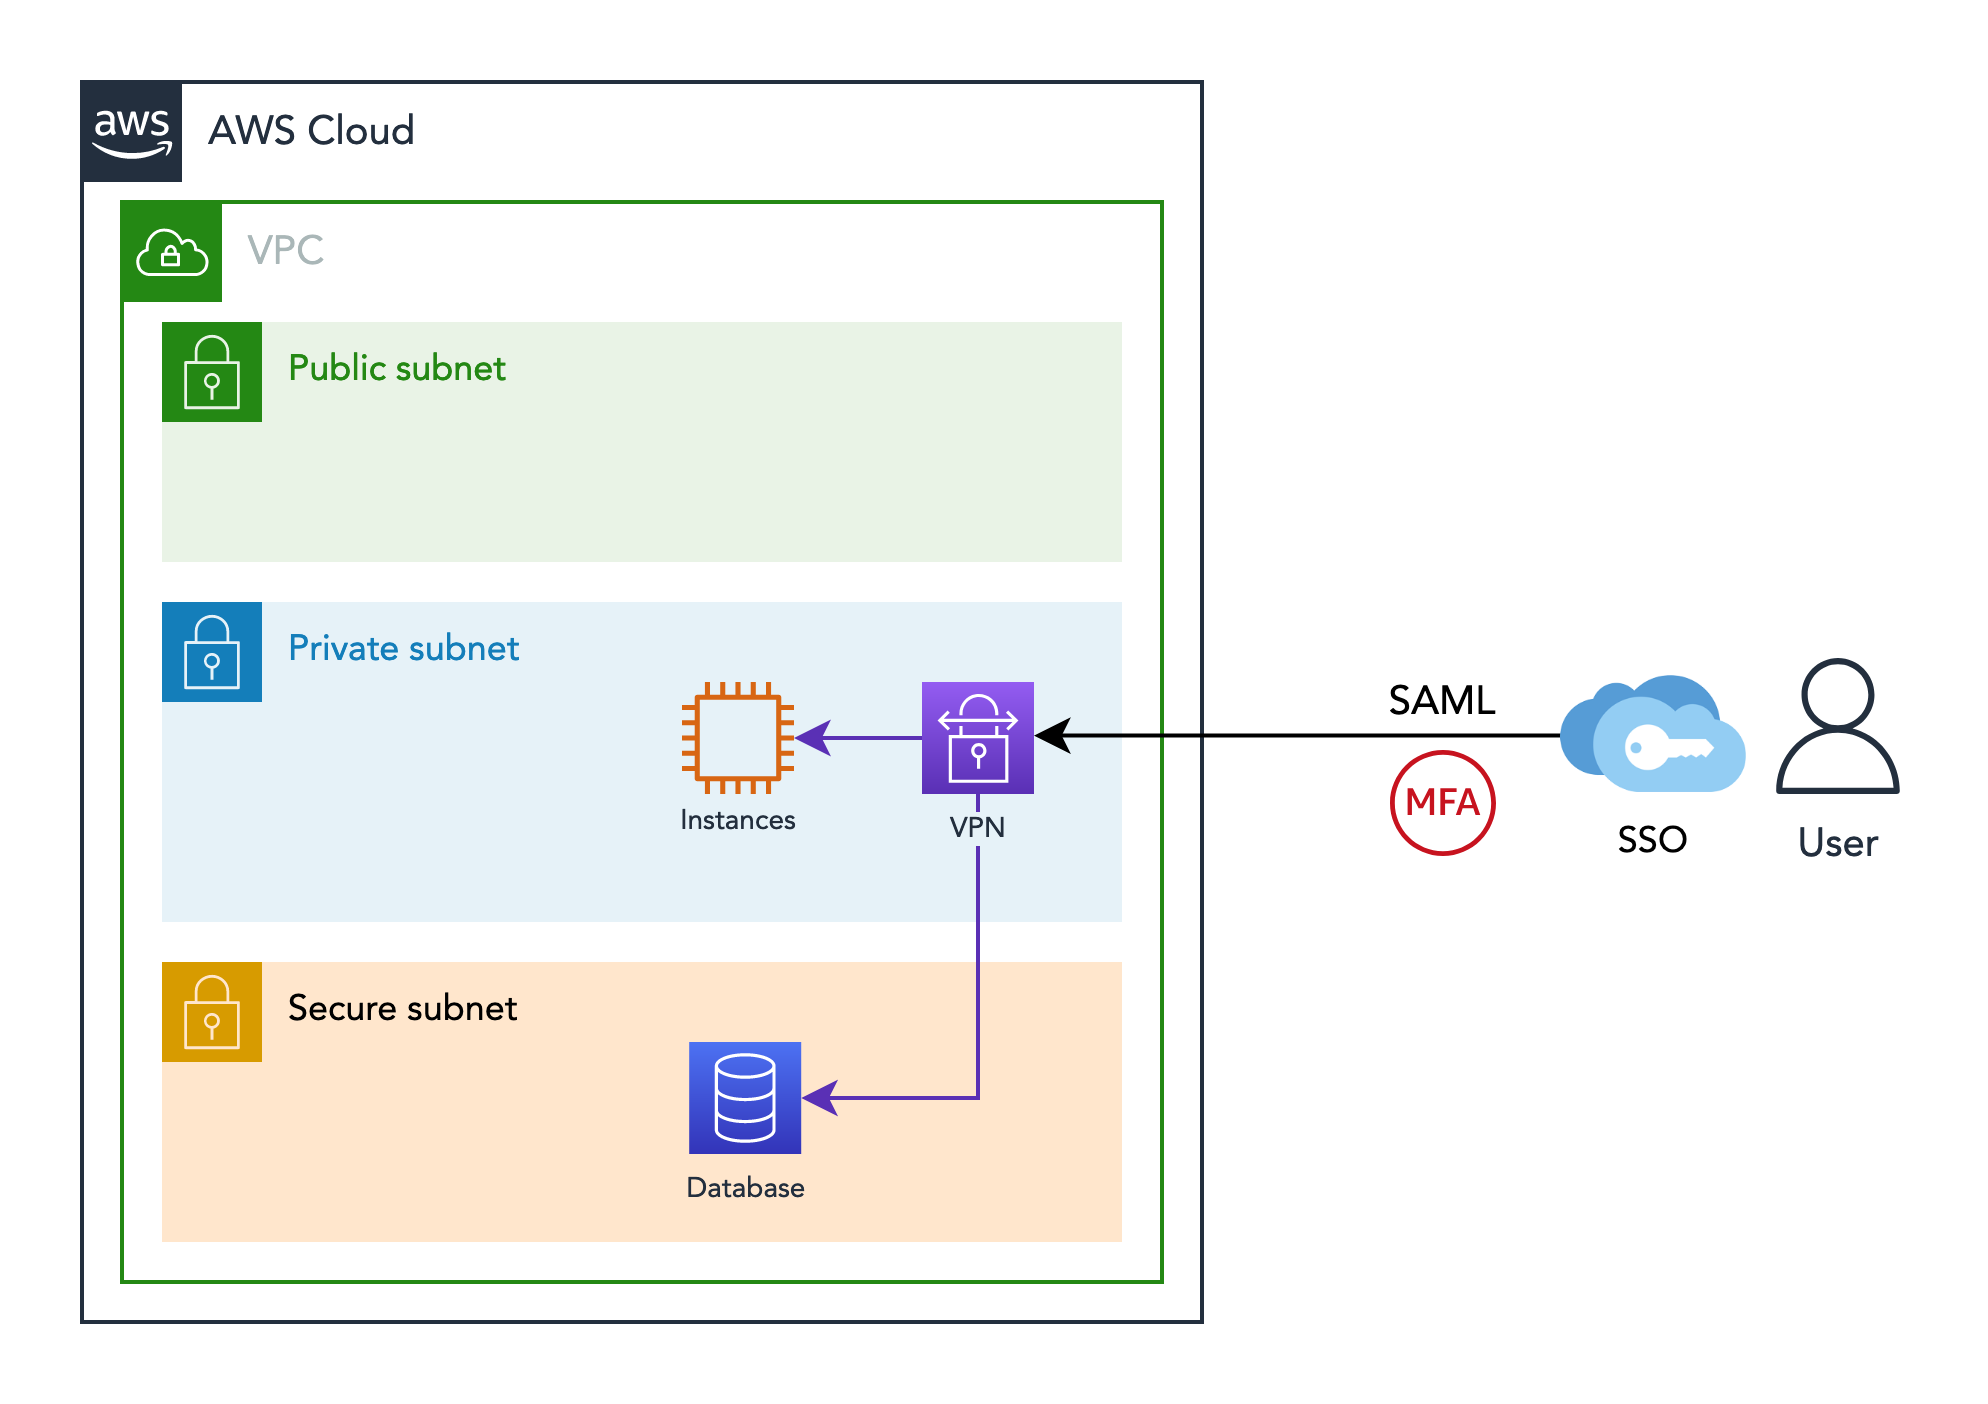 aws
AWS Cloud
VPC
Public subnet
Private subnet
Instances
VPN
SAML
MFA
SSO
User
Secure subnet
Database